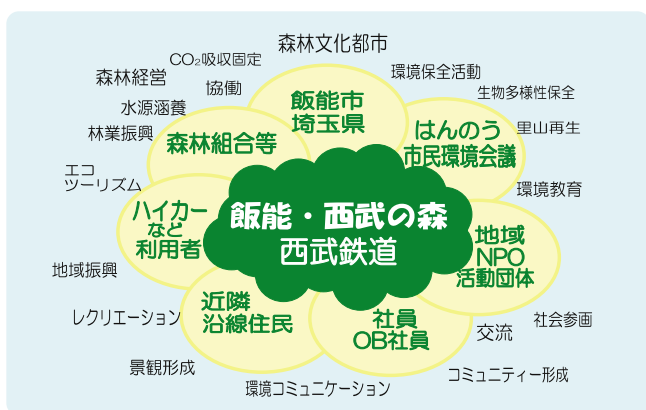 森林文化都市
CO₂吸収固定
環境保全活動
森林経営
協働
生物多様性保全
飯能市
埼玉県
水源涵養
はんのう
市民環境会議
里山再生
林業振興
森林組合等
エコ
ツーリズム
環境教育
ハイカー
など
利用者
飯能・西武の森
西武鉄道
地域
NPO
活動団体
地域振興
近隣
沿線住民
社員
OB社員
レクリエーション
社会参画
交流
景観形成
コミュニティー形成
環境コミュニケーション